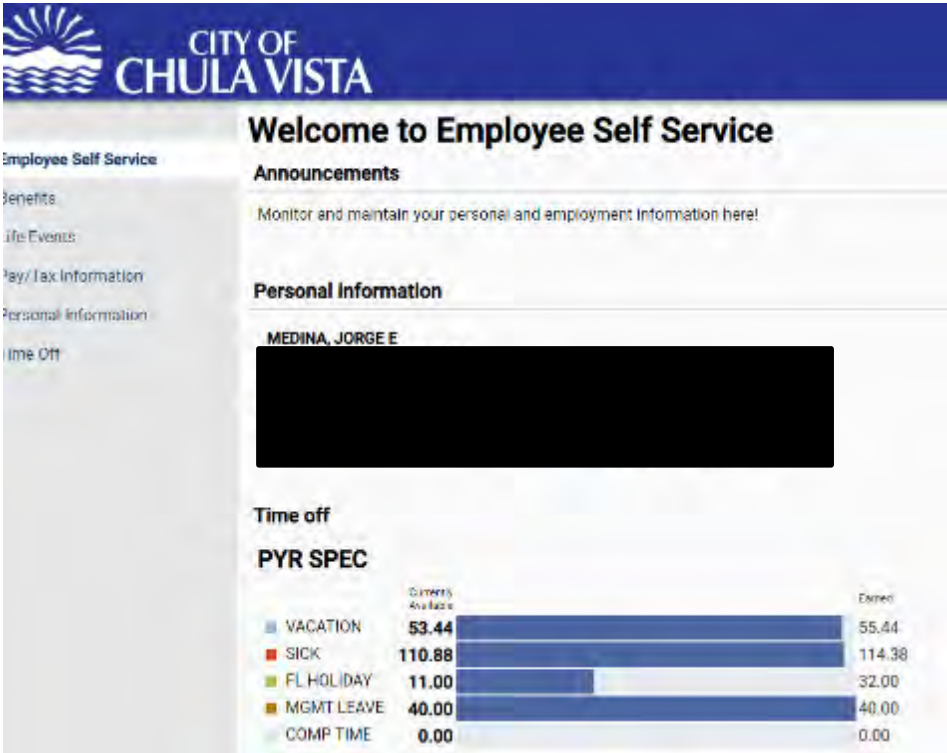 CITY OF
CHULA VISTA
Welcome to Employee Self Service
Employee Self Service
Announcements
Benefits
Monitor and maintain your personal and employment information here!
Life Events
Pay/Tax Information
Personal Information
Personal Information
MEDINA, JORGE E
Time Off
Time off
PYR SPEC
Currently
Available
Earned
VACATION 53.44 55.44
SICK 110.88 114.38
FL HOLIDAY 11.00 32.00
MGMT LEAVE 40.00 40.00
COMP TIME 0.00 0.00